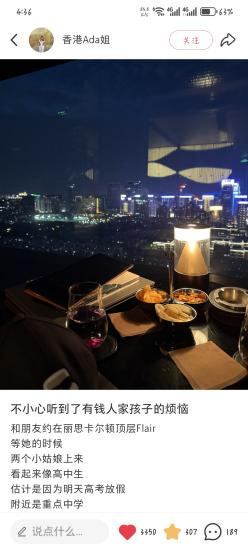 4:36
63%
香港Ada姐
关注
不小心听到了有钱人家孩子的烦恼
和朋友约在丽思卡尔顿顶层Flair
等她的时候
两个小姑娘上来
看起来像高中生
估计是因为明天高考放假
附近是重点中学
说点什么...
3350
307
189